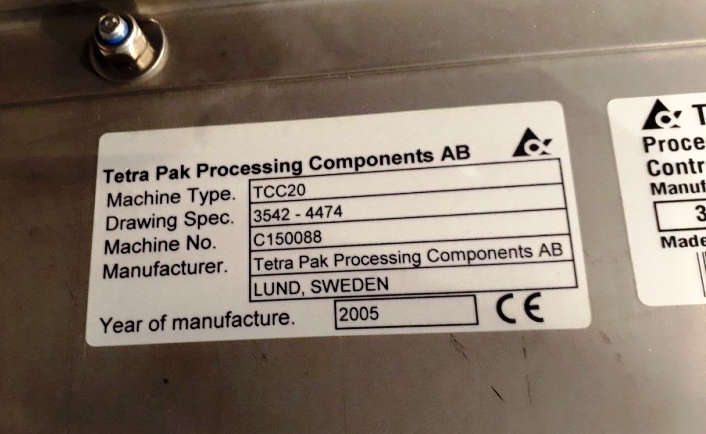 Tetra Pak Processing Components AB
Machine Type. TCC20
Drawing Spec. 3542 - 4474
Machine No. C150088
Manufacturer. Tetra Pak Processing Components AB
LUND, SWEDEN
Year of manufacture. 2005 CE
T
Proce
Contr
Manuf
3
Made